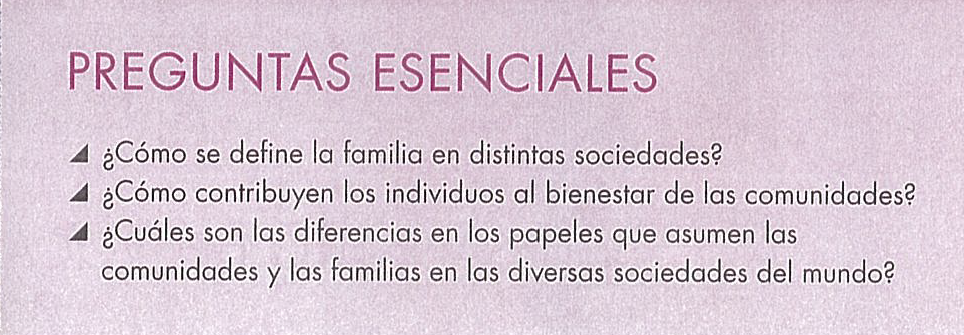 PREGUNTAS ESENCIALES
¿Cómo se define la familia en distintas sociedades?
¿Cómo contribuyen los individuos al bienestar de las comunidades?
¿Cuáles son las diferencias en los papeles que asumen las
comunidades y las familias en las diversas sociedades del mundo?